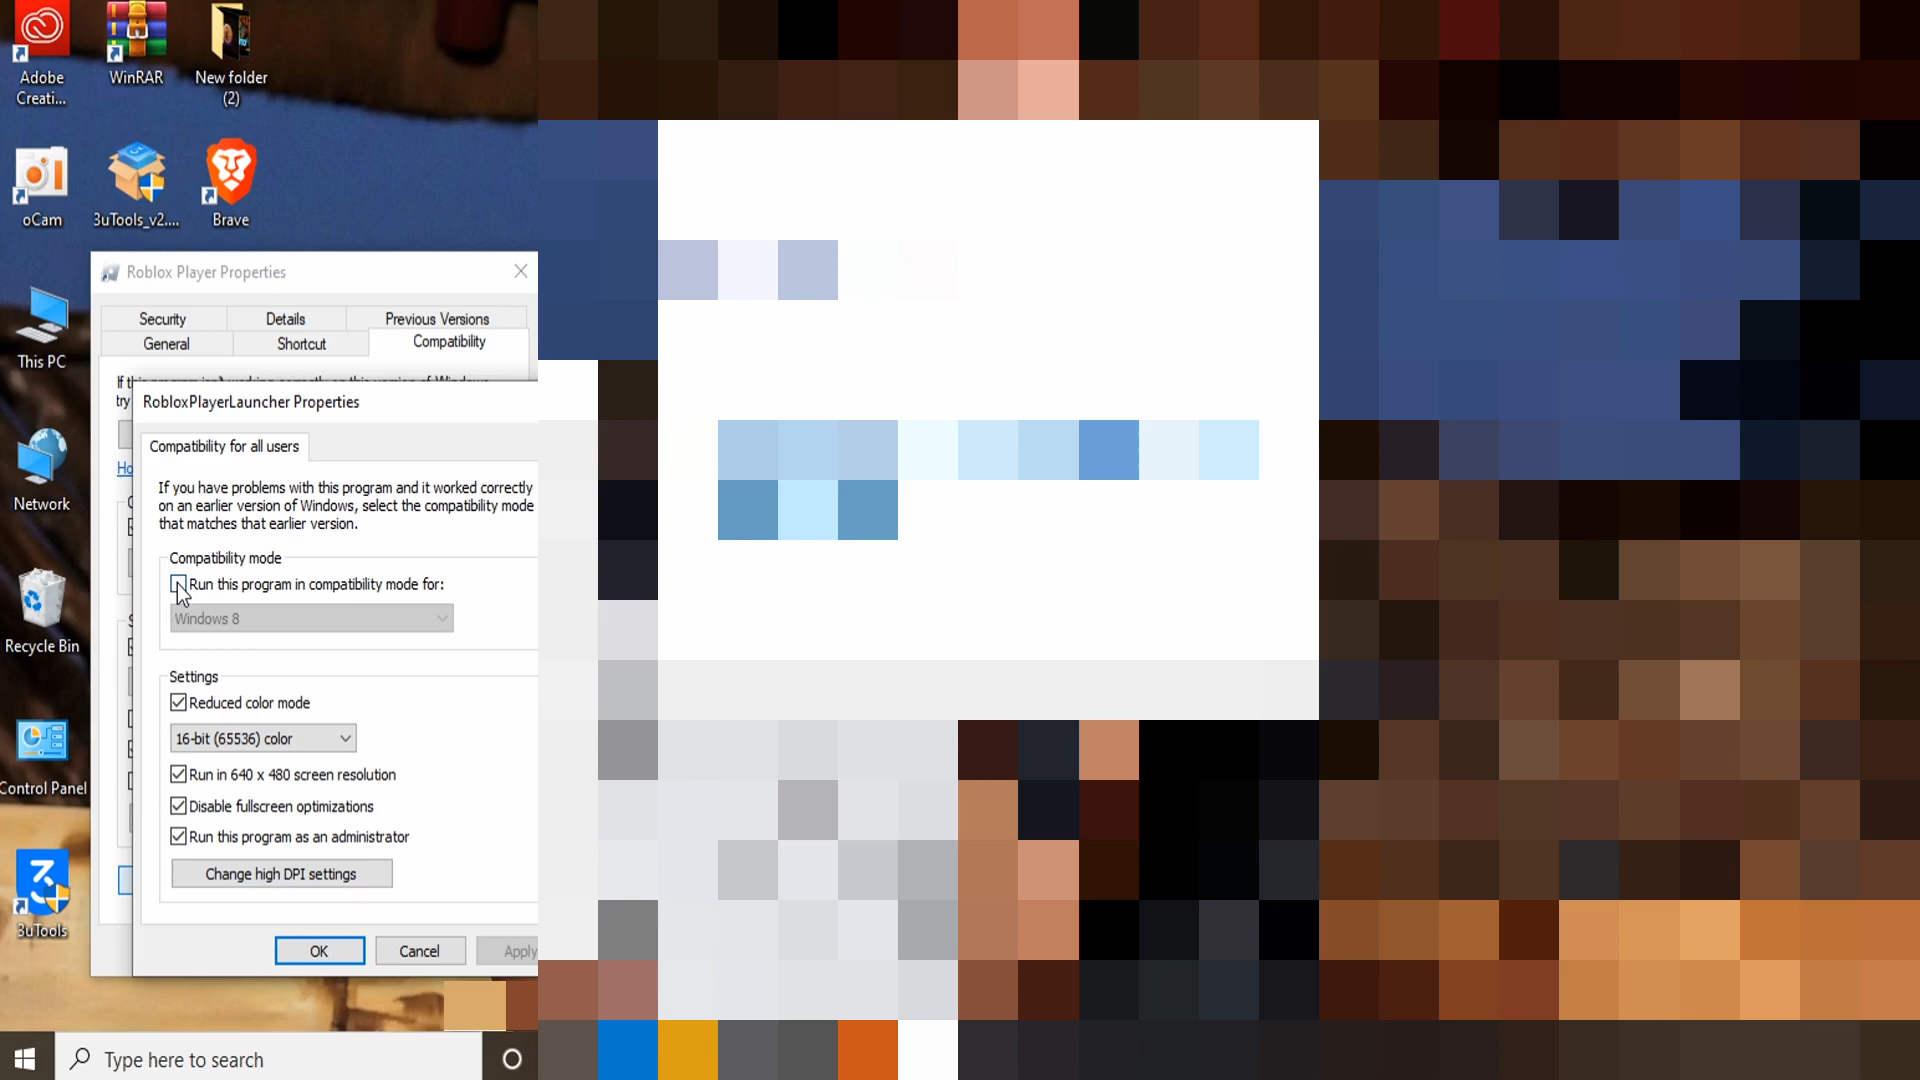 Adobe
Creati...
WinRAR
New folder
(2)
oCam
3uTools_v2....
Brave
This PC
Network
Recycle Bin
Control Panel
3uTools
Roblox Player Properties
Security
Details
Previous Versions
General
Shortcut
Compatibility
try
RobloxPlayerLauncher Properties
Compatibility for all users
If you have problems with this program and it worked correctly
on an earlier version of Windows, select the compatibility mode
that matches that earlier version.
Compatibility mode
Run this program in compatibility mode for:
Windows 8
Settings
Reduced color mode
16-bit (65536) color
Run in 640 x 480 screen resolution
Disable fullscreen optimizations
Run this program as an administrator
Change high DPI settings
OK
Cancel
Apply
Type here to search